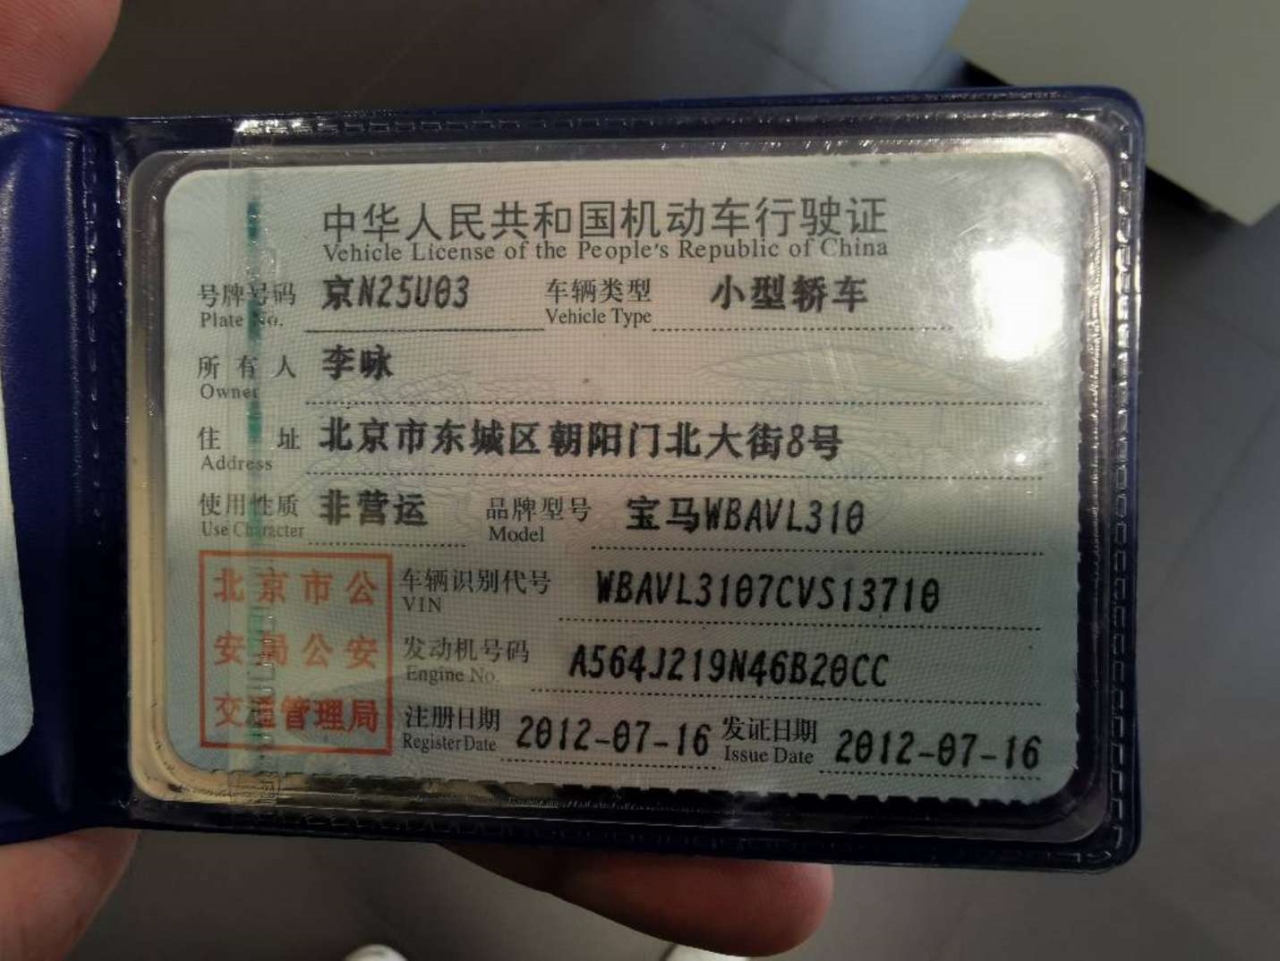 中华人民共和国机动车行驶证
Vehicle License of the People's Republic of China
号牌号码 京N25U03 车辆类型 小型轿车
Plate No. Vehicle Type
所有人 李咏
Owner
住址 北京市东城区朝阳门北大街8号
Address
使用性质 非营运 品牌型号 宝马WBAVL310
Use Character Model
北京市公
安局公安
交通管理局
车辆识别代号 WBAVL3107CVS13710
VIN
发动机号码 A564J219N46B20CC
Engine No.
注册日期 2012-07-16 发证日期 2012-07-16
Register Date Issue Date